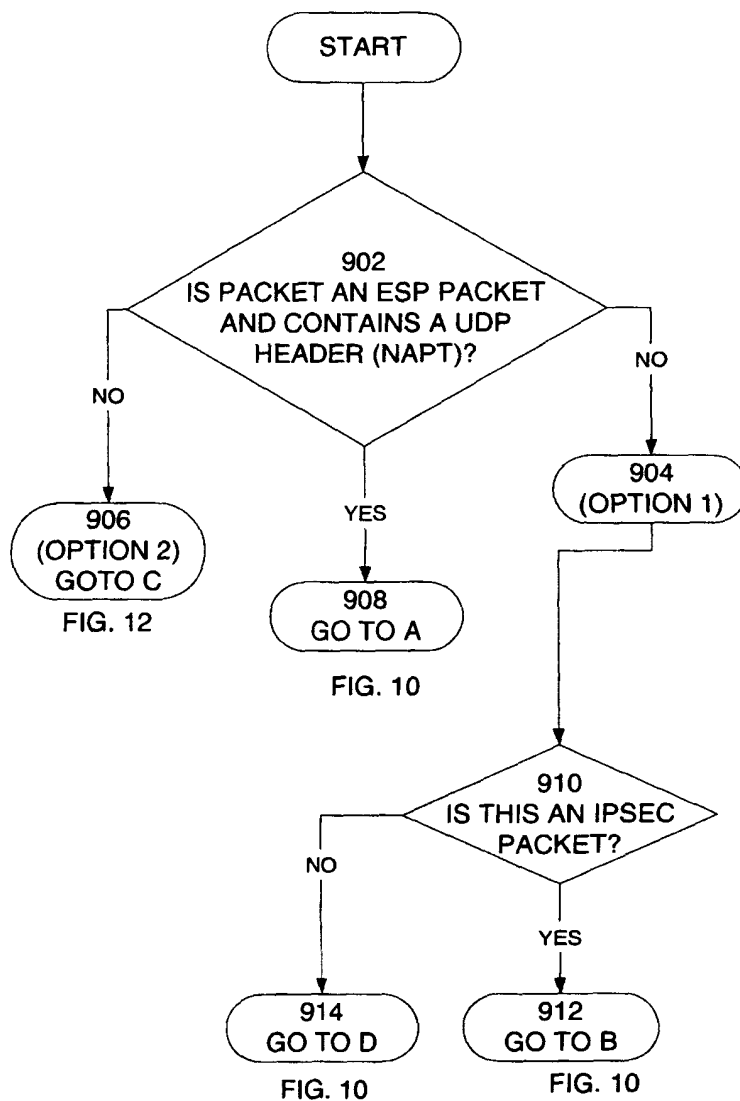 START
902
IS PACKET AN ESP PACKET
AND CONTAINS A UDP
HEADER (NAPT)?
NO
NO
904
(OPTION 1)
906
(OPTION 2)
GOTO C
FIG. 12
YES
908
GO TO A
FIG. 10
910
IS THIS AN IPSEC
PACKET?
NO
YES
914
GO TO D
FIG. 10
912
GO TO B
FIG. 10